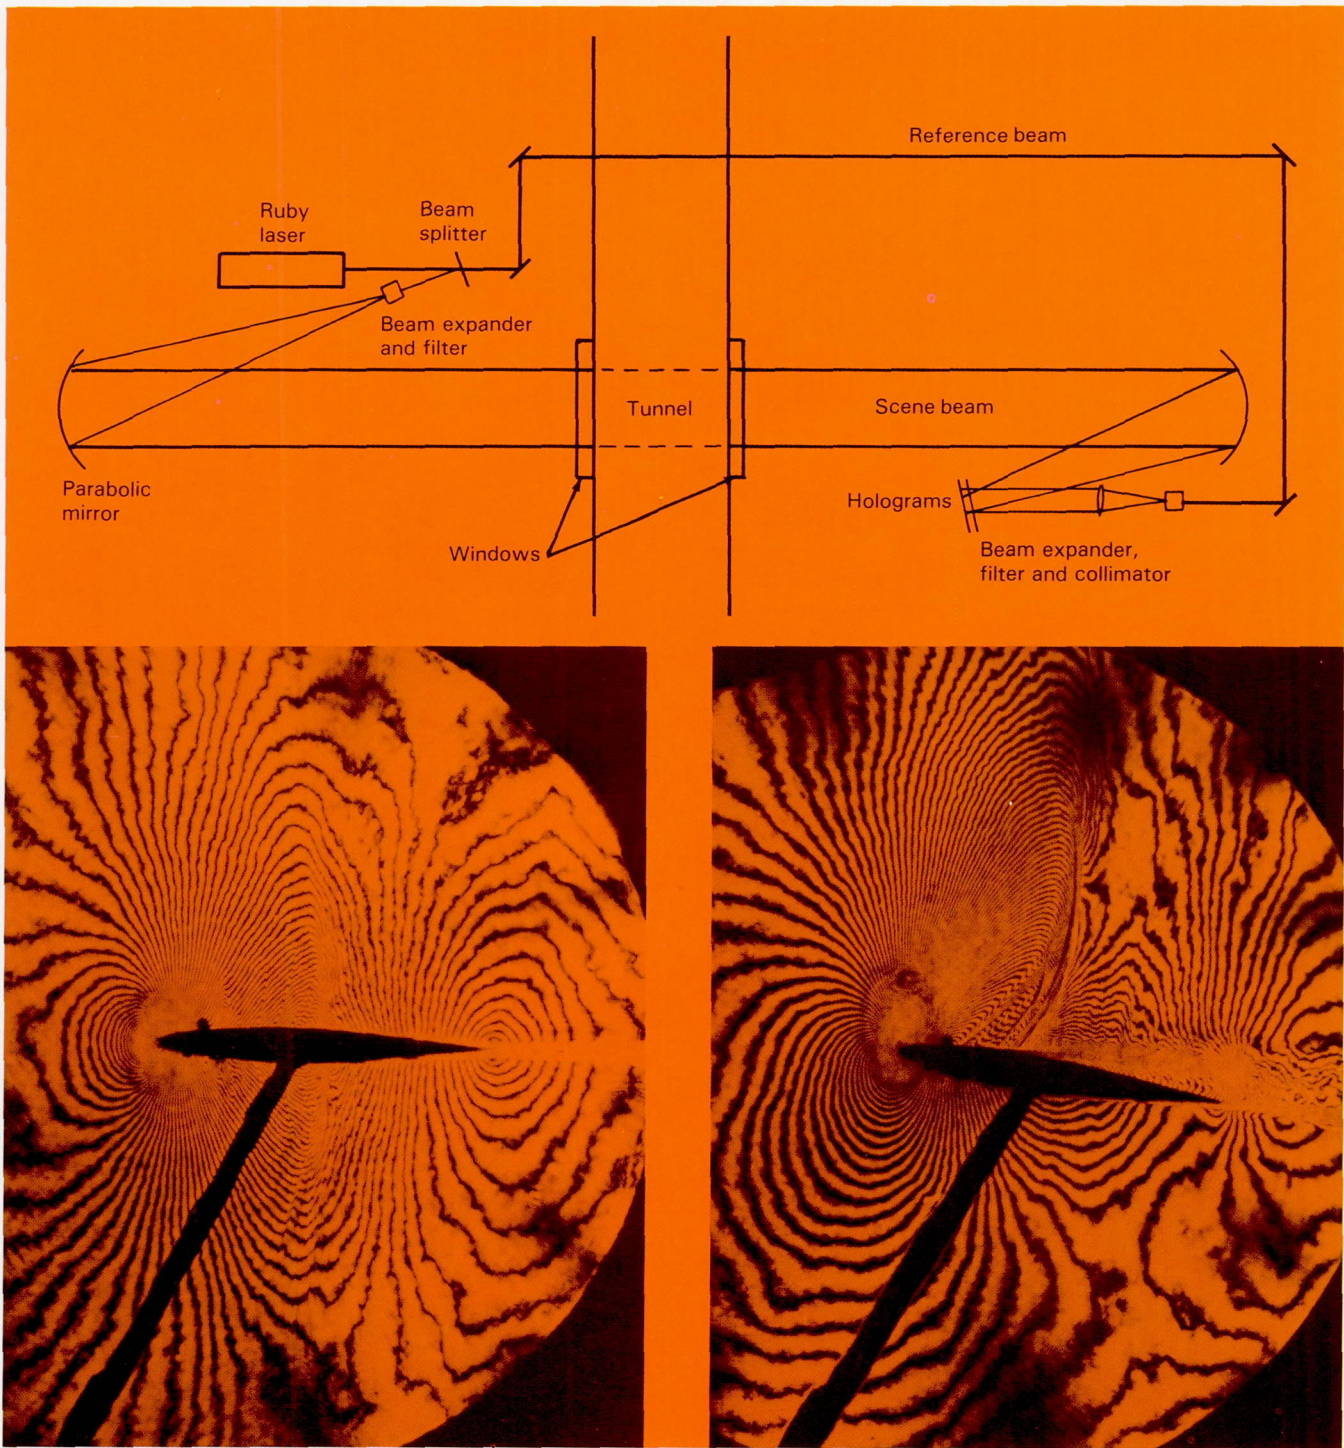 Reference beam
Ruby
laser
Beam
splitter
Beam expander
and filter
Tunnel
Scene beam
Parabolic
mirror
Holograms
Windows
Beam expander,
filter and collimator